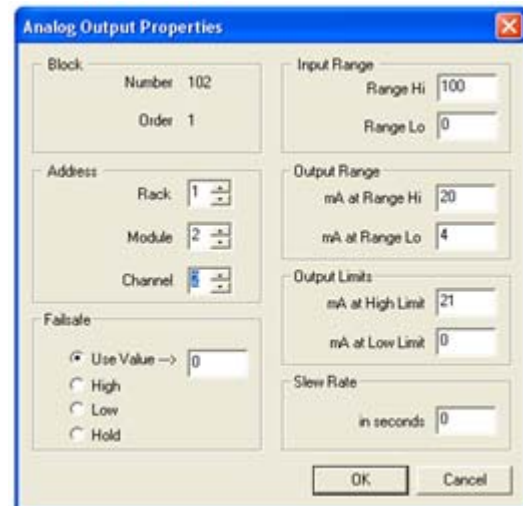 Analog Output Properties
Block
Number 102
Order 1
Address
Rack 1
Module 2
Channel 2
Failsafe
Use Value --> 0
High
Low
Hold
Input Range
Range Hi 100
Range Lo 0
Output Range
mA at Range Hi 20
mA at Range Lo 4
Output Limits
mA at High Limit 21
mA at Low Limit 0
Slew Rate
in seconds 0
OK
Cancel